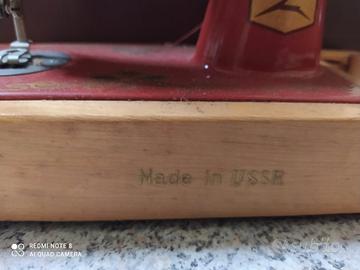 Made in USSR
REDMI NOTE 8
AI QUAD CAMERA